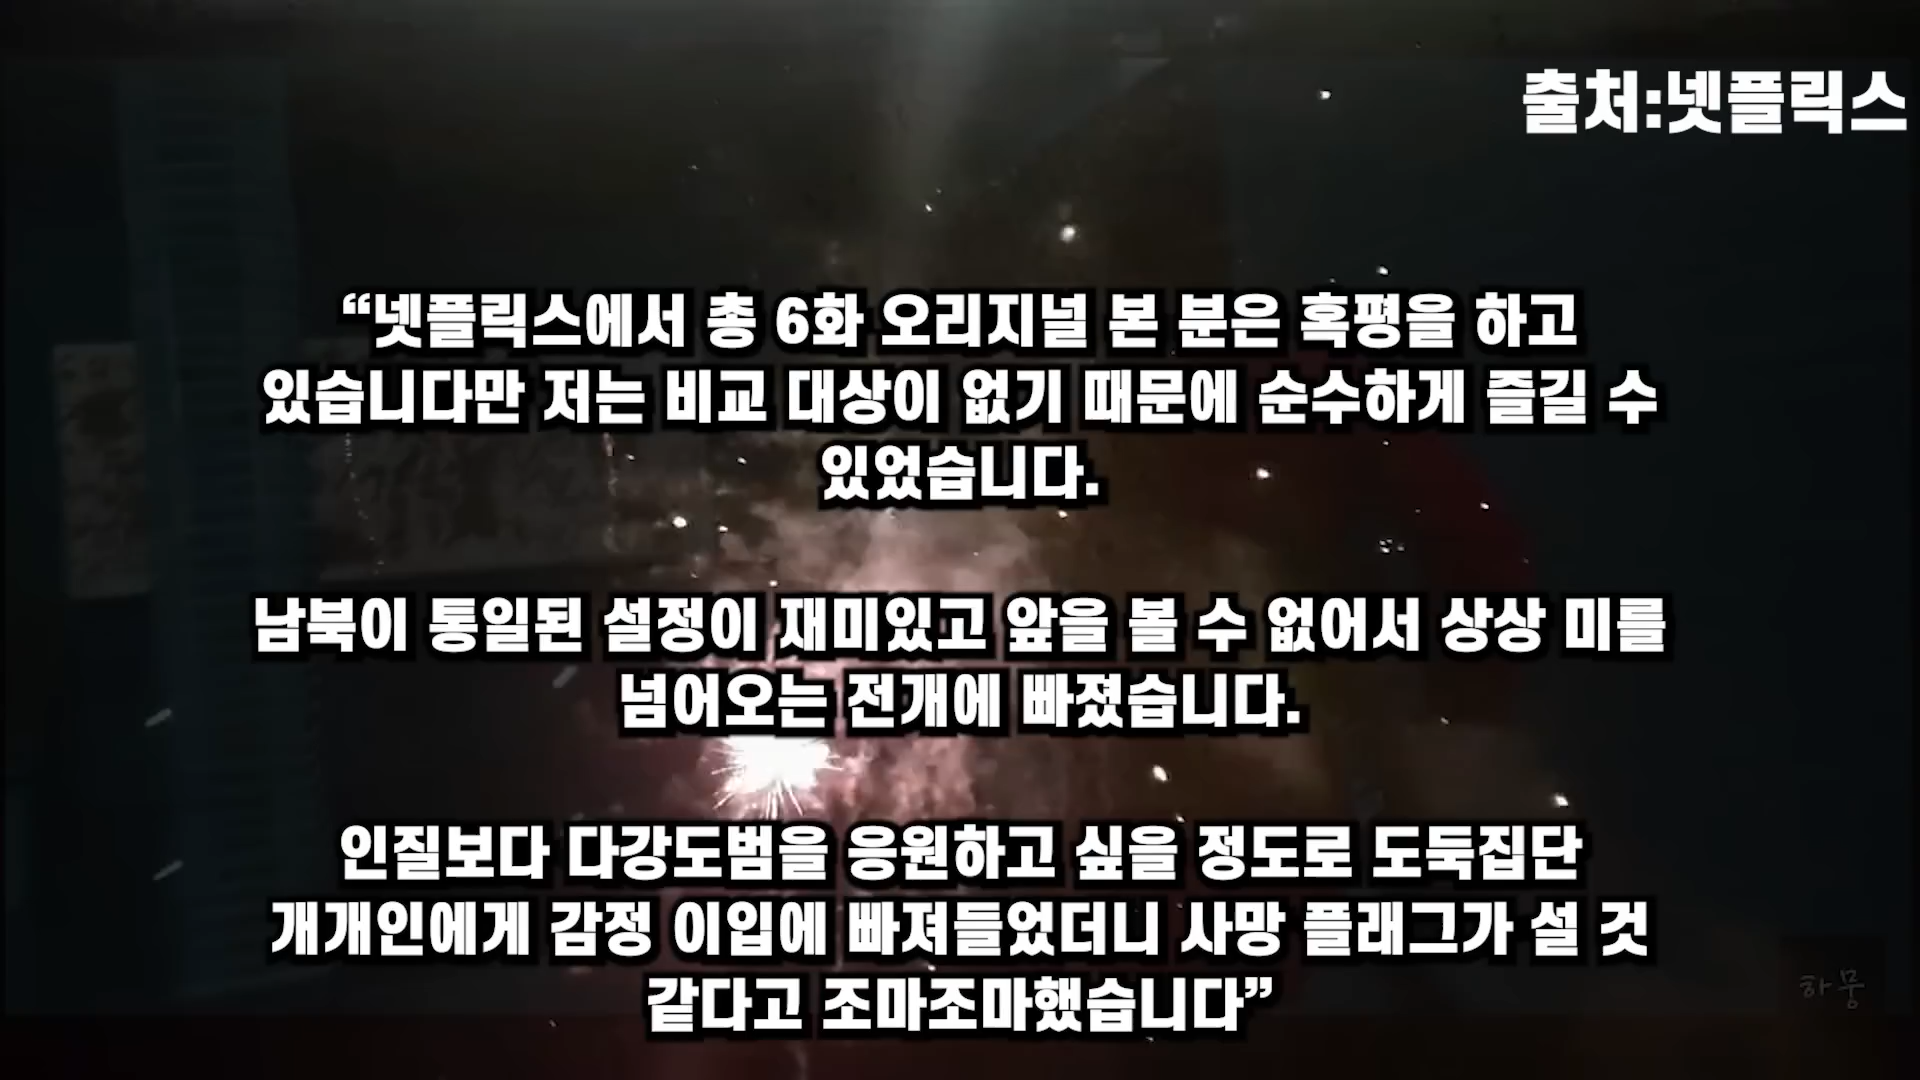 출처:넷플릭스
“넷플릭스에서 총 6화 오리지널 본 분은 혹평을 하고
있습니다만 저는 비교 대상이 없기 때문에 순수하게 즐길 수
있었습니다.
남북이 통일된 설정이 재미있고 앞을 볼 수 없어서 상상 미를
넘어오는 전개에 빠졌습니다.
인질보다 다강도범을 응원하고 싶을 정도로 도둑집단
개개인에게 감정 이입에 빠져들었더니 사망 플래그가 설 것
같다고 조마조마했습니다”
하뭉